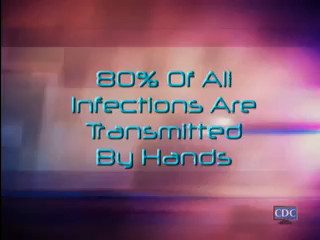 80% Of All
Infections Are
Transmitted
By Hands
CDC